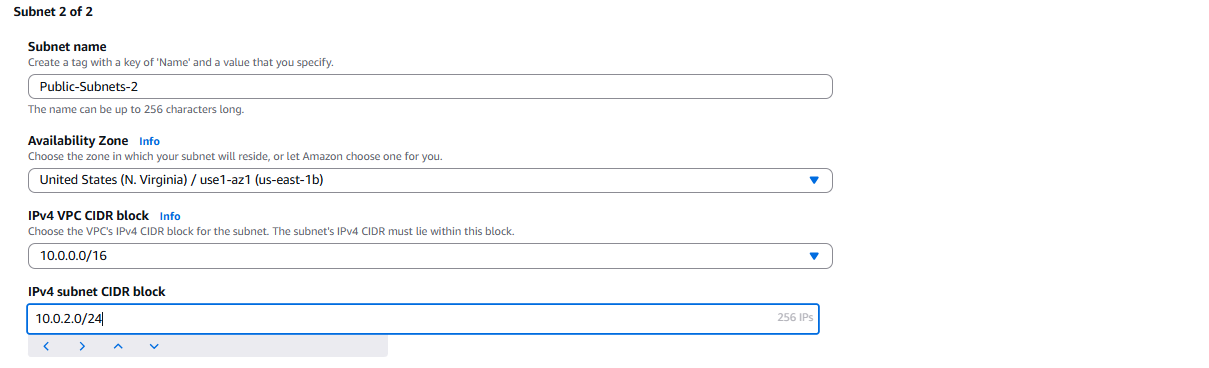 Subnet 2 of 2
Subnet name
Create a tag with a key of 'Name' and a value that you specify.
Public-Subnets-2
The name can be up to 256 characters long.
Availability Zone Info
Choose the zone in which your subnet will reside, or let Amazon choose one for you.
United States (N. Virginia) / use1-az1 (us-east-1b)
IPv4 VPC CIDR block Info
Choose the VPC's IPv4 CIDR block for the subnet. The subnet's IPv4 CIDR must lie within this block.
10.0.0.0/16
IPv4 subnet CIDR block
10.0.2.0/24 256 IPs